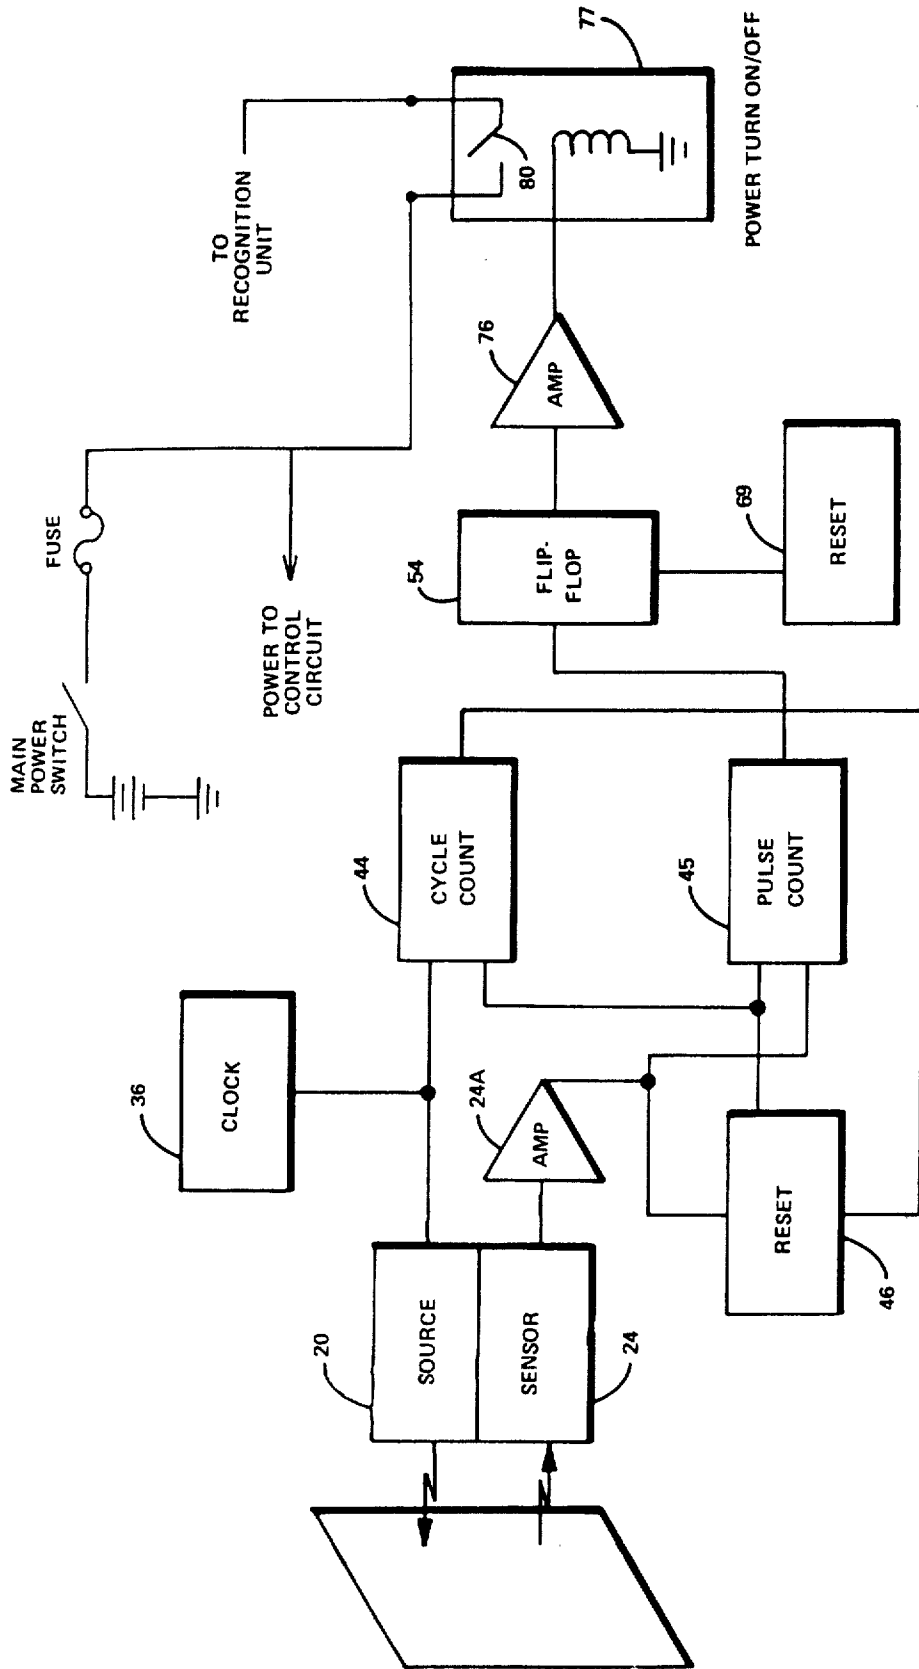 MAIN
POWER
SWITCH
FUSE
POWER TO
CONTROL
CIRCUIT
TO
RECOGNITION
UNIT
80
77
POWER TURN ON/OFF
36
CLOCK
44
CYCLE
COUNT
54
FLIP-
FLOP
76
AMP
20
SOURCE
SENSOR
24
24A
AMP
RESET
46
45
PULSE
COUNT
69
RESET